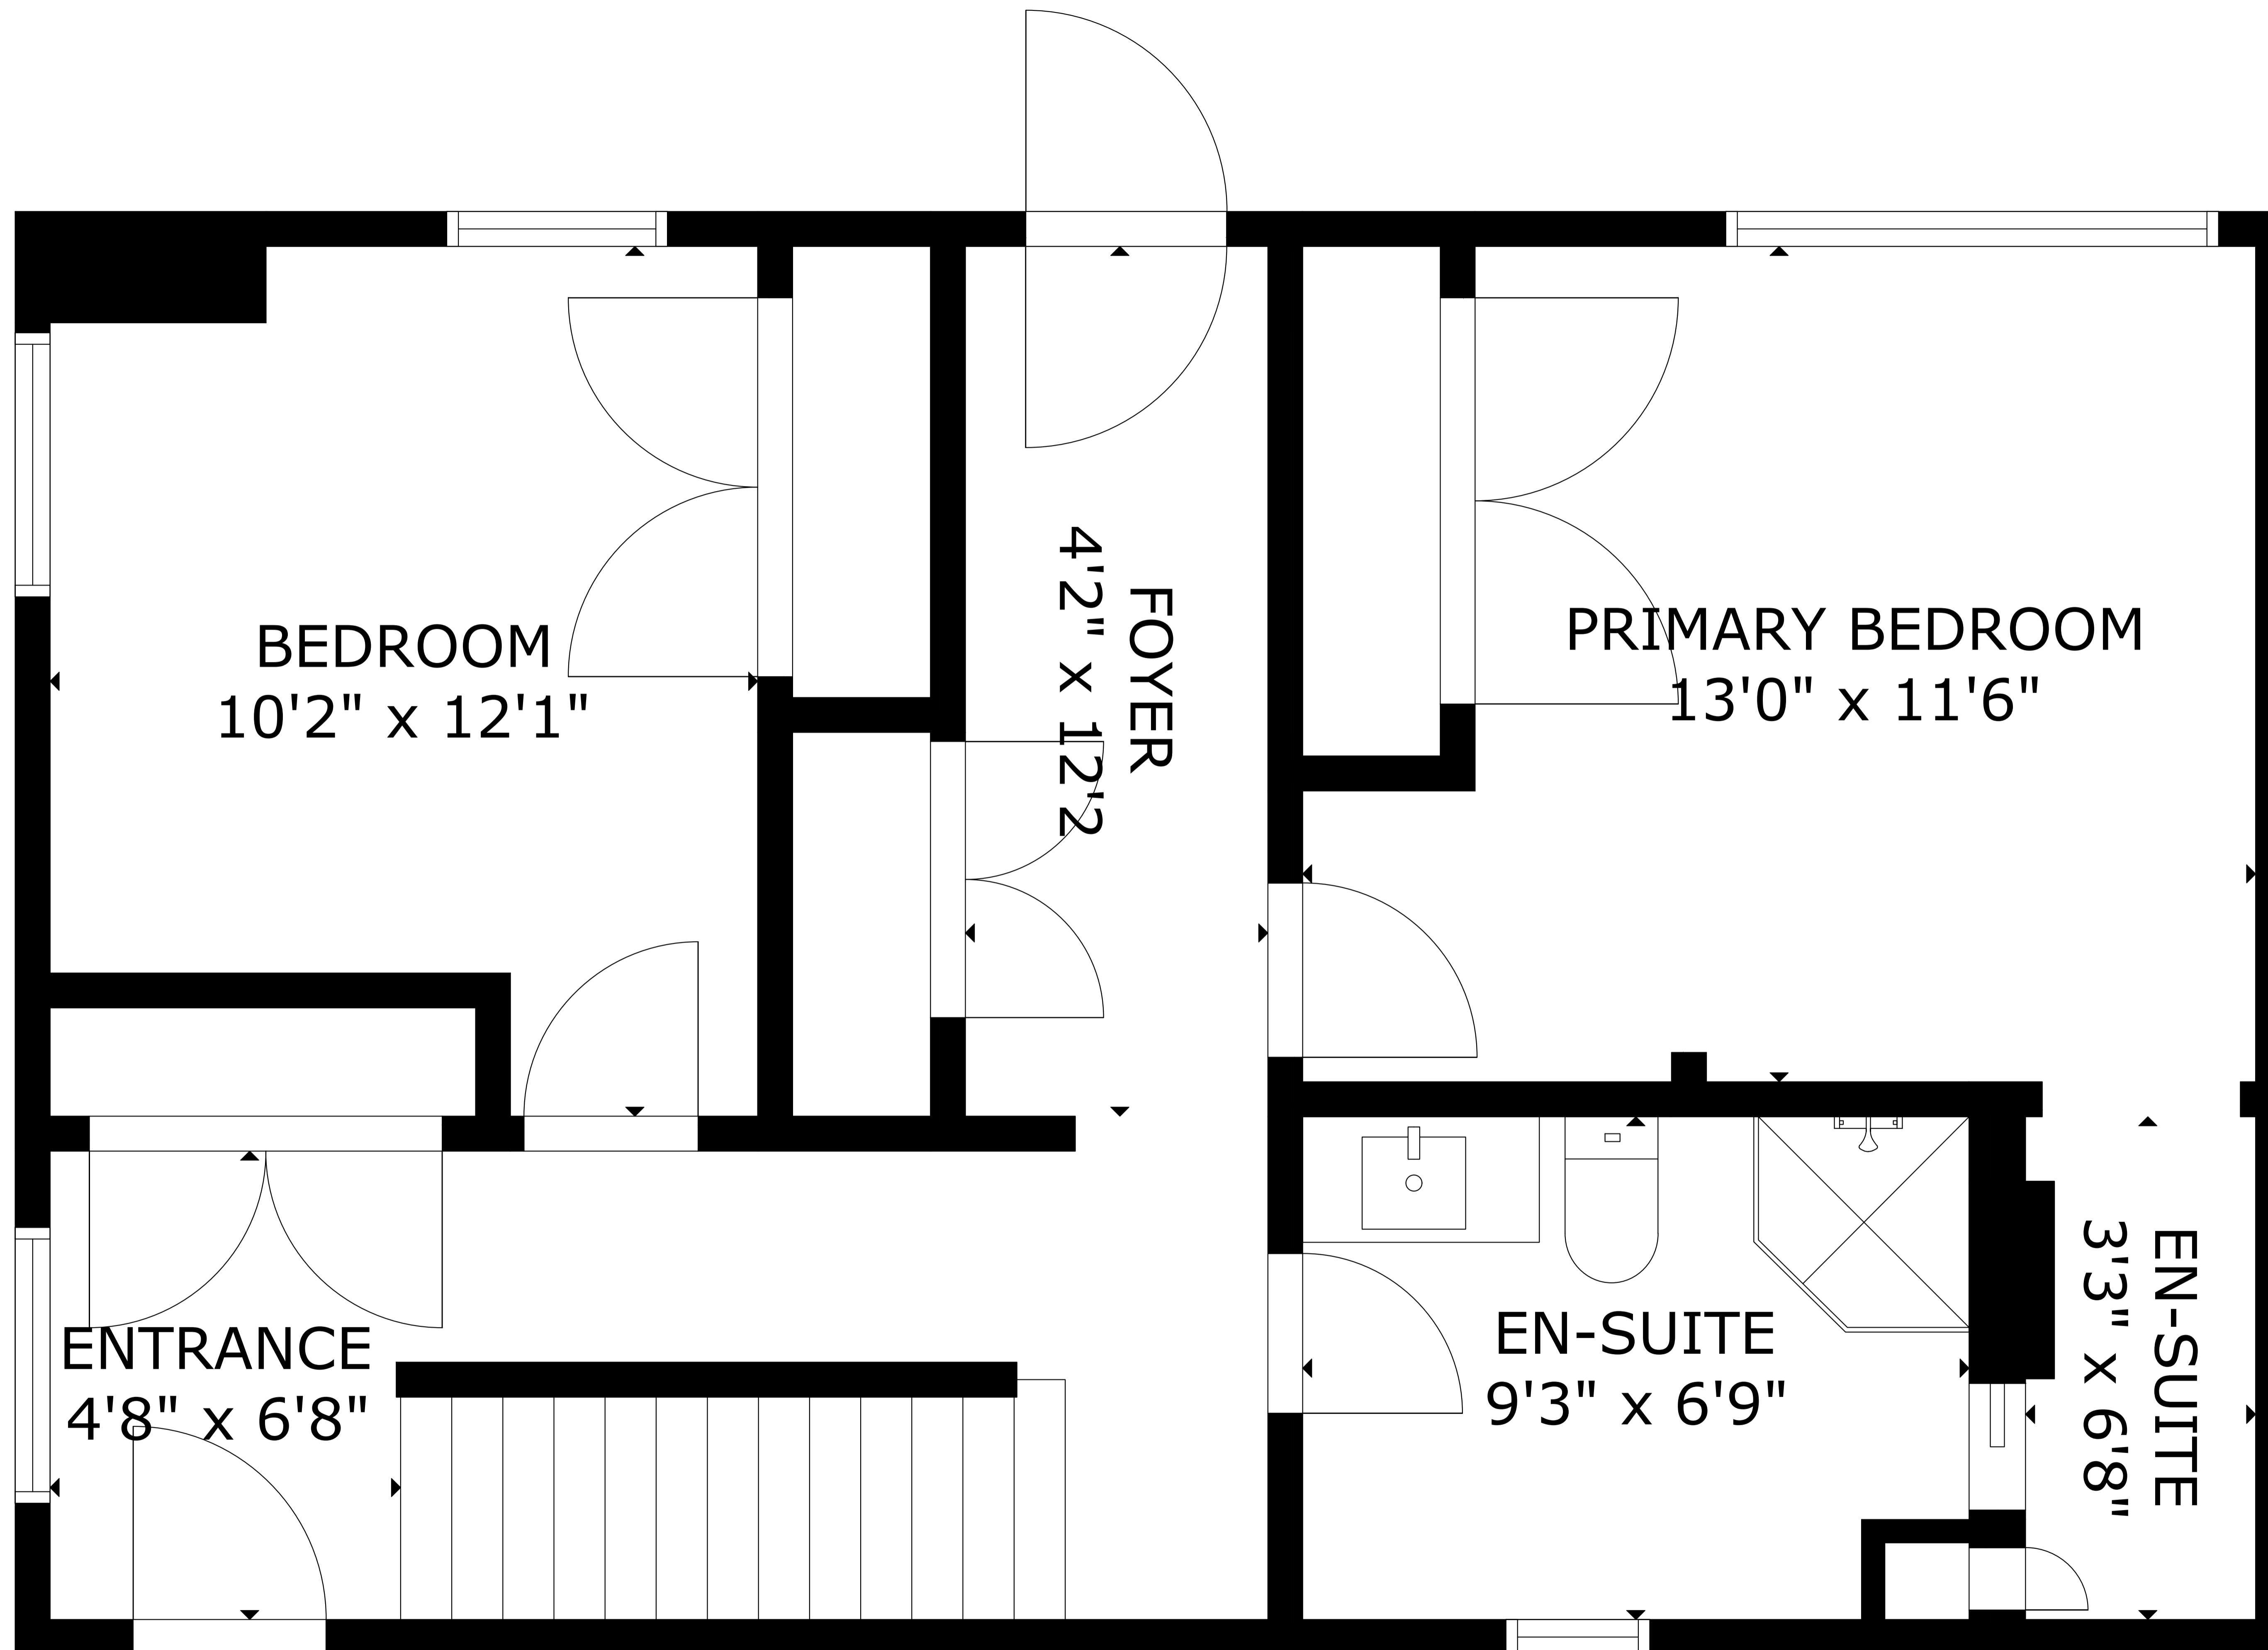 BEDROOM
10'2" x 12'1"
FOYER
4'2" x 12'2
PRIMARY BEDROOM
13'0" x 11'6"
ENTRANCE
4'8" x 6'8"
EN-SUITE
9'3" x 6'9"
EN-SUITE
3'3" x 6'8"